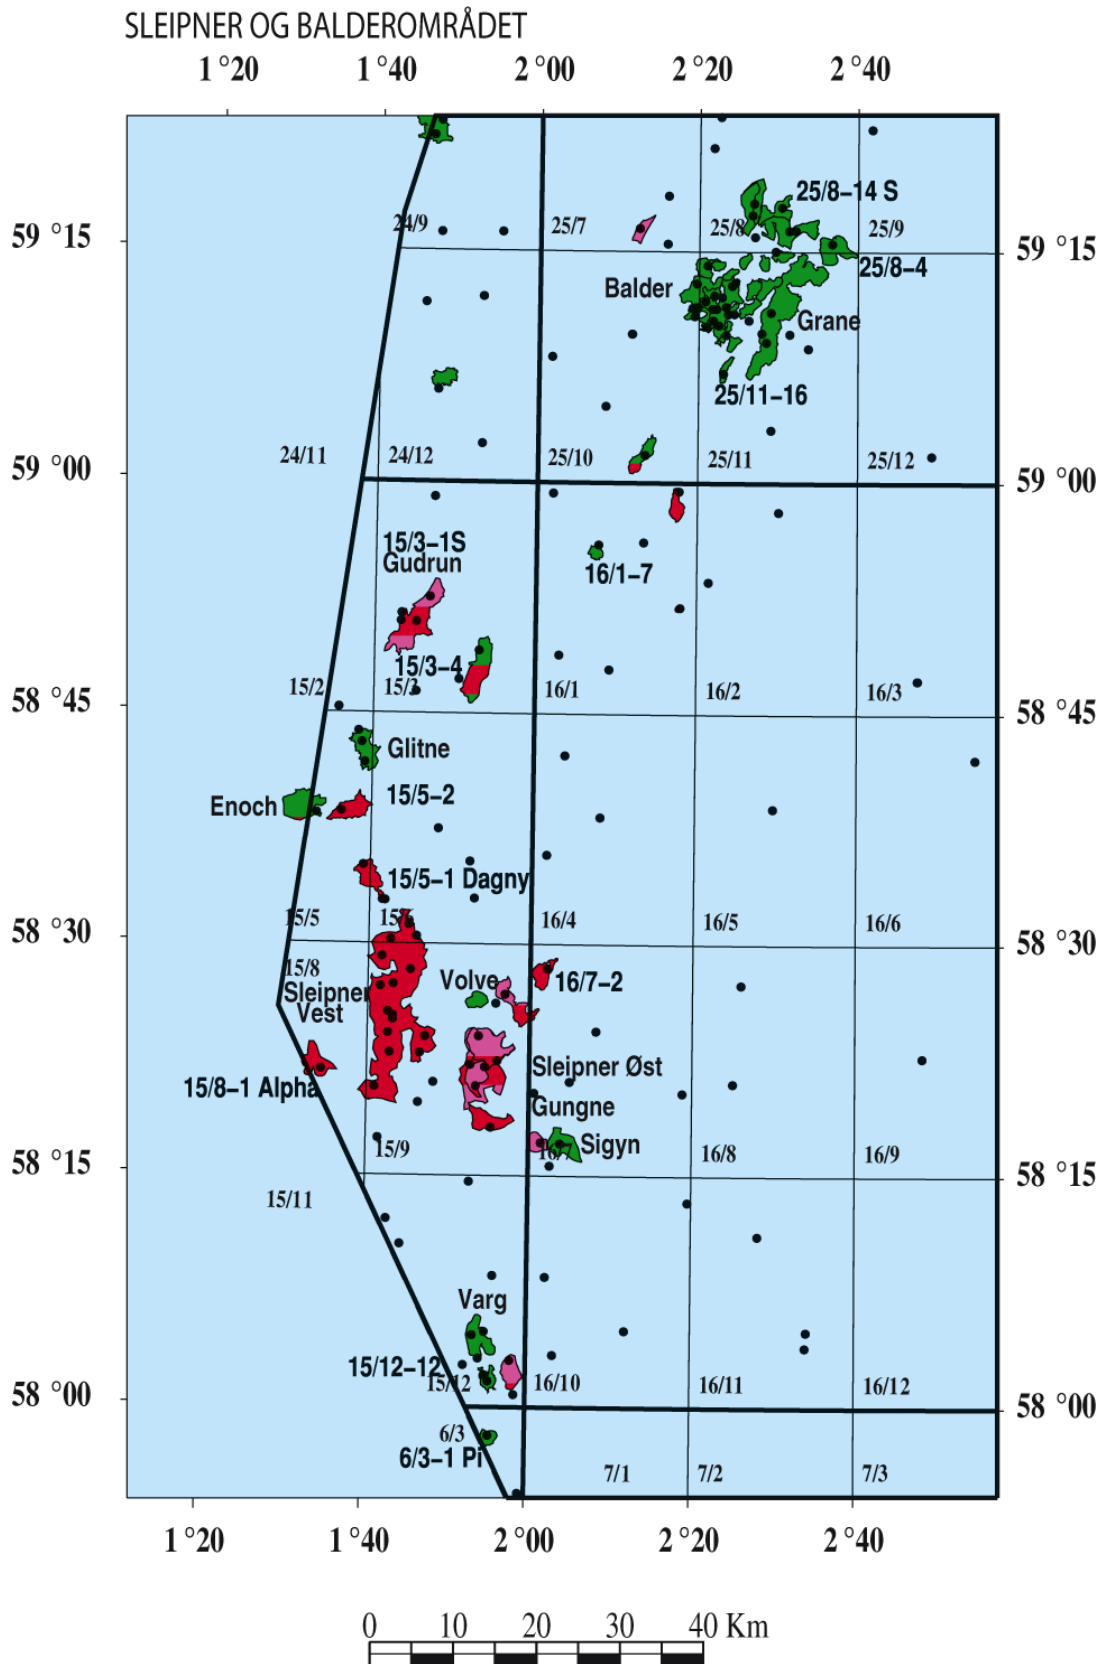 SLEIPNER OG BALDEROMRÅDET
1°20 1°40 2°00 2°20 2°40
25/8–14 S
24/9 25/7 25/8 25/9
59°15 59°15
25/8–4
Balder
Grane
25/11–16
24/11 24/12 25/10 25/11 25/12
59°00 59°00
15/3–1S
Gudrun
16/1–7
15/3–4
15/2 15/3 16/1 16/2 16/3
58°45 58°45
Glitne
15/5–2
Enoch
15/5–1 Dagny
15/5 16/4 16/5 16/6
58°30 58°30
15/8
Volve 16/7–2
Sleipner
Vest
Sleipner Øst
15/8–1 Alpha
Gungne
Sigyn
15/9 16/7 16/8 16/9
58°15 58°15
15/11
Varg
15/12–12
15/12 16/10 16/11 16/12
58°00 58°00
6/3
6/3–1 Pi
7/1 7/2 7/3
1°20 1°40 2°00 2°20 2°40
0 10 20 30 40 Km